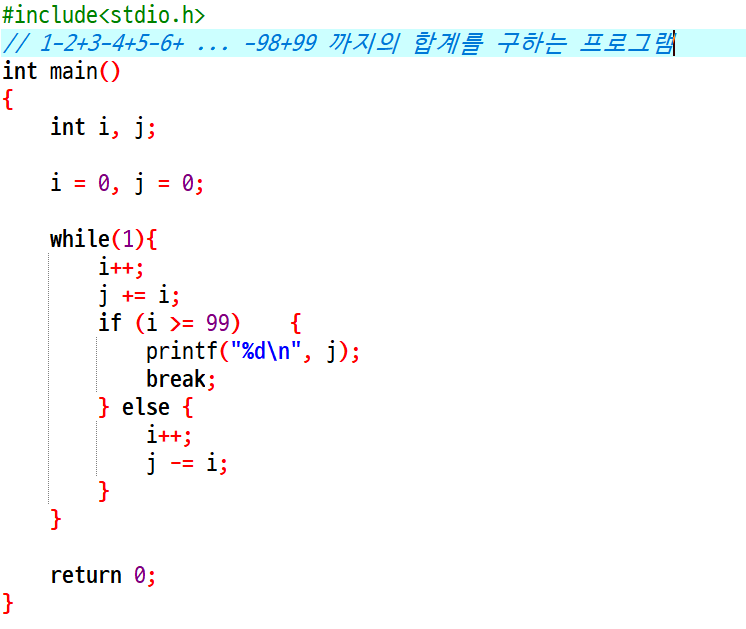 #include<stdio.h>
// 1-2+3-4+5-6+ ... -98+99 까지의 합계를 구하는 프로그램
int main()
{
    int i, j;

    i = 0, j = 0;

    while(1){
        i++;
        j += i;
        if (i >= 99)    {
            printf("%d\n", j);
            break;
        } else {
            i++;
            j -= i;
        }
    }

    return 0;
}